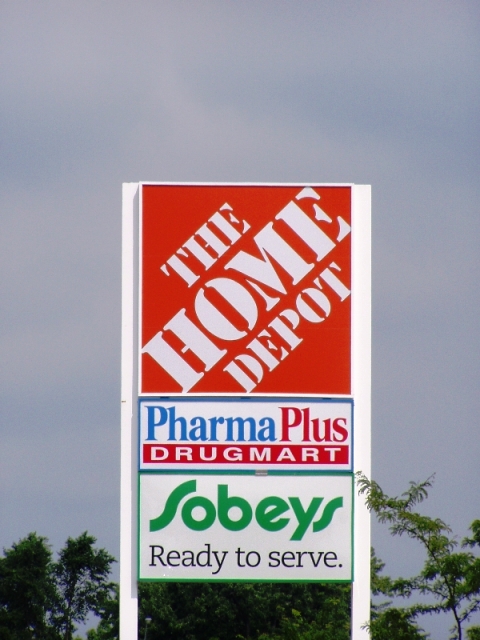 THE
HOME
DEPOT
PharmaPlus
DRUGMART
Sobeys
Ready to serve.